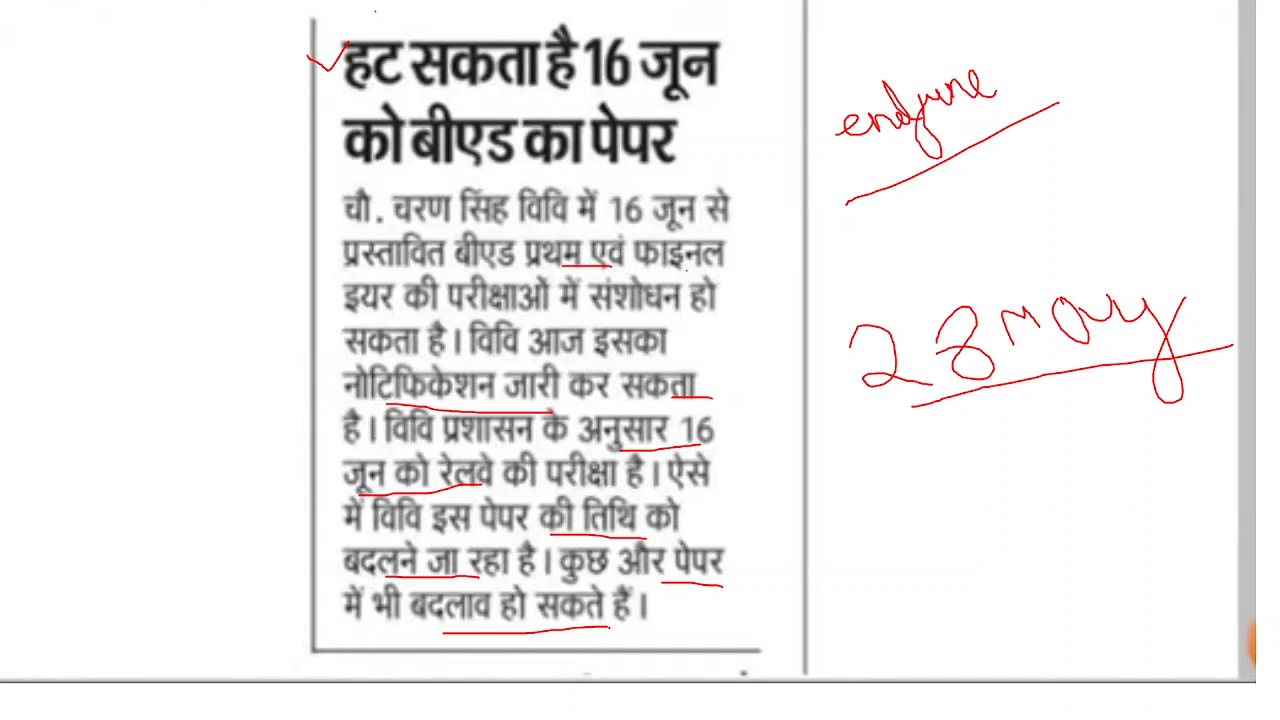 हट सकता है 16 जून
को बीएड का पेपर
चौ. चरण सिंह विवि में 16 जून से
प्रस्तावित बीएड प्रथम एवं फाइनल
इयर की परीक्षाओं में संशोधन हो
सकता है। विवि आज इसका
नोटिफिकेशन जारी कर सकता
है। विवि प्रशासन के अनुसार 16
जून को रेलवे की परीक्षा है। ऐसे
में विवि इस पेपर की तिथि को
बदलने जा रहा है। कुछ और पेपर
में भी बदलाव हो सकते हैं।
endjune
28 May